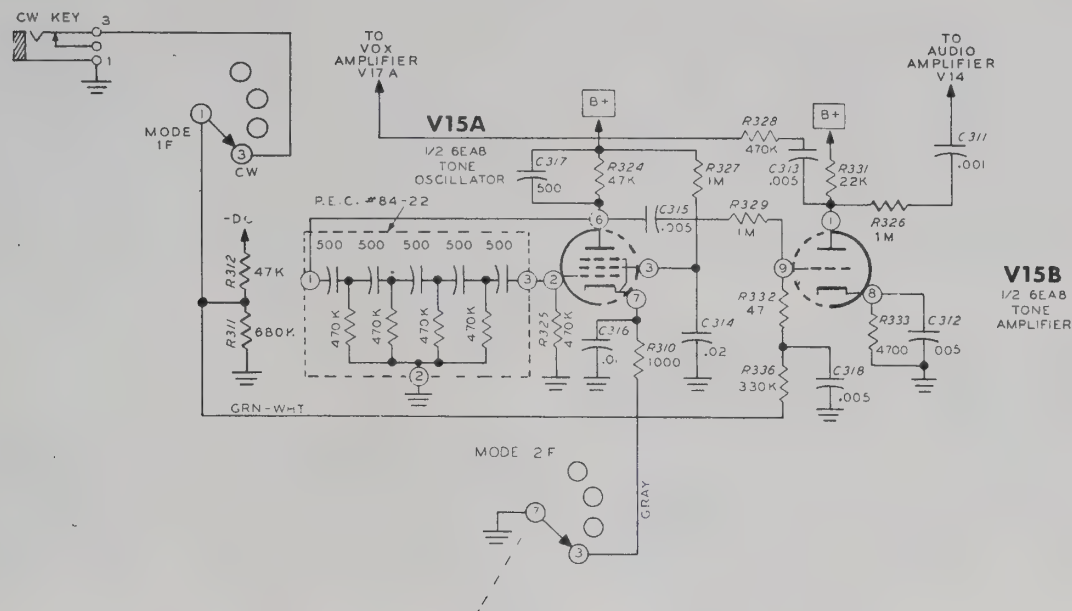 CW KEY
3
1
TO
VOX
AMPLIFIER
V17A
TO
AUDIO
AMPLIFIER
V14
B+
B+
V15A
1/2 6EA8
TONE
OSCILLATOR
MODE
1F
1
3
CW
C317
500
R324
47K
R327
1M
R328
470K
C313
.005
R331
22K
C311
.001
R326
1M
P.E.C. #84-22
-DC
R312
47K
R311
680K
500 500 500 500 500
1
3
2
6
3
7
470K
470K
470K
470K
2
R325
470K
C316
.01
R310
1000
C314
.02
C315
.005
R329
1M
9
1
8
R332
47
R336
330K
C318
.005
R333
4700
C312
.005
V15B
1/2 6EA8
TONE
AMPLIFIER
GRN-WHT
MODE 2F
7
3
GRAY